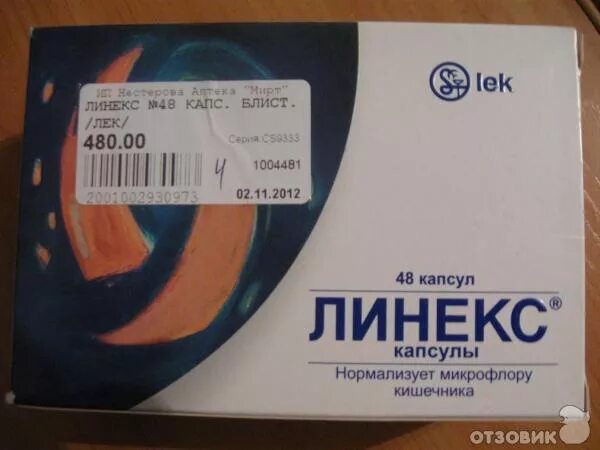 ИП Нестерова Аптека "Мирт"
ЛИНЕКС №48 КАПС. БЛИСТ.
/ЛЕК/
480.00
Серия:CS9333
Ч
1004481
2001002930973
02.11.2012
lek
48 капсул
ЛИНЕКС®
капсулы
Нормализует микрофлору
кишечника
ОТЗОВИК